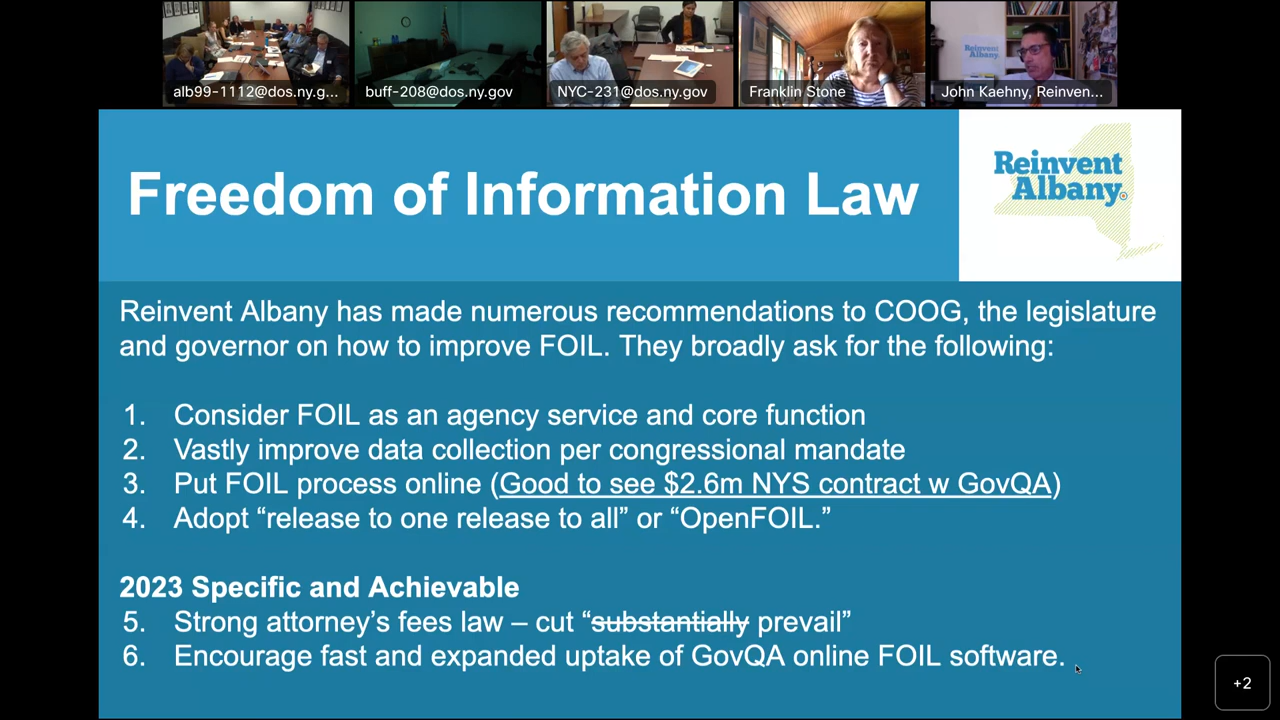 alb99-1112@dos.ny.g...
buff-208@dos.ny.gov
NYC-231@dos.ny.gov
Franklin Stone
Reinvent
Albany
John Kaehny, Reinven...
Freedom of Information Law
Reinvent
Albany
Reinvent Albany has made numerous recommendations to COOG, the legislature
and governor on how to improve FOIL. They broadly ask for the following:
1. Consider FOIL as an agency service and core function
2. Vastly improve data collection per congressional mandate
3. Put FOIL process online (Good to see $2.6m NYS contract w GovQA)
4. Adopt “release to one release to all” or “OpenFOIL.”
2023 Specific and Achievable
5. Strong attorney’s fees law – cut “substantially prevail”
6. Encourage fast and expanded uptake of GovQA online FOIL software.
+2